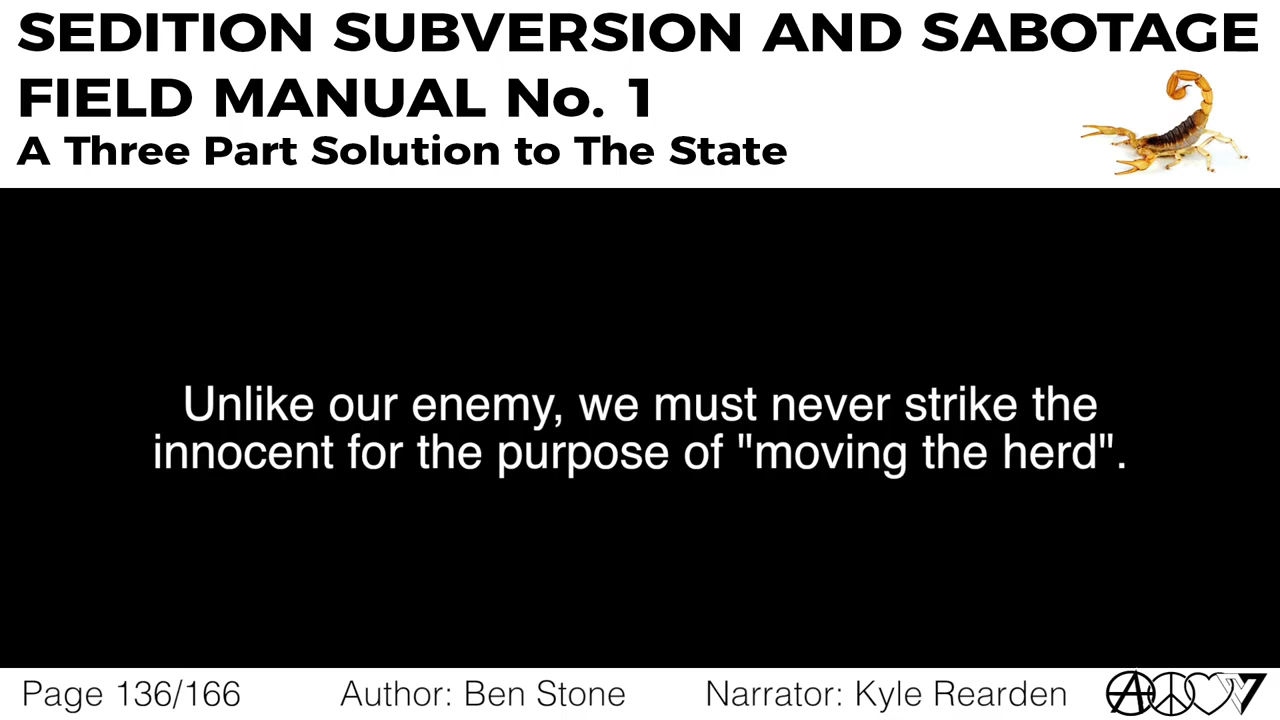 SEDITION SUBVERSION AND SABOTAGE
FIELD MANUAL No. 1
A Three Part Solution to The State
Unlike our enemy, we must never strike the
innocent for the purpose of "moving the herd".
Page 136/166 Author: Ben Stone Narrator: Kyle Rearden